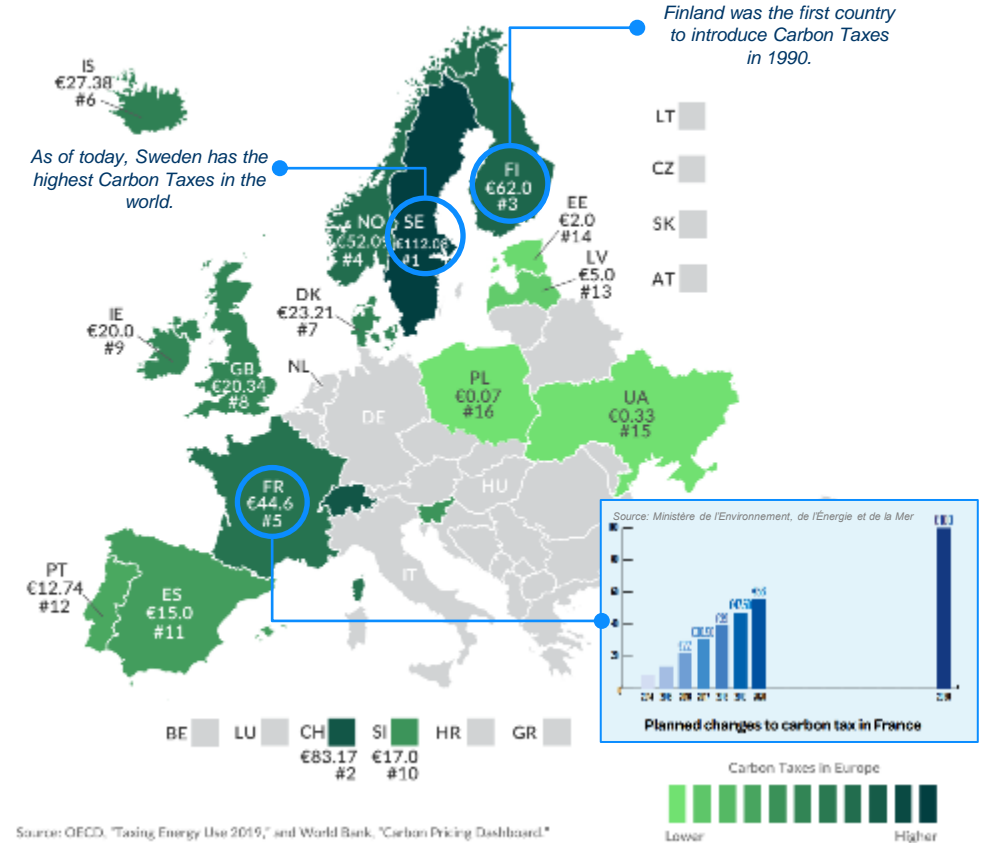 Finland was the first country
to introduce Carbon Taxes
in 1990.
IS
€27.38
#6
As of today, Sweden has the
highest Carbon Taxes in the
world.
LT
CZ
SK
AT
FI
€62.0
#3
NO
€52.09
#4
SE
€112.08
#1
EE
€2.0
#14
LV
€5.0
#13
DK
€23.21
#7
IE
€20.0
#9
GB
€20.34
#8
NL
DE
PL
€0.07
#16
UA
€0.33
#15
HU
FR
€44.6
#5
IT
PT
€12.74
#12
ES
€15.0
#11
Source: Ministère de l'Environnement, de l'Énergie et de la Mer
Planned changes to carbon tax in France
BE
LU
CH
€83.17
#2
SI
€17.0
#10
HR
GR
Carbon Taxes in Europe
Lower
Higher
Source: OECD, "Taxing Energy Use 2019," and World Bank, "Carbon Pricing Dashboard."